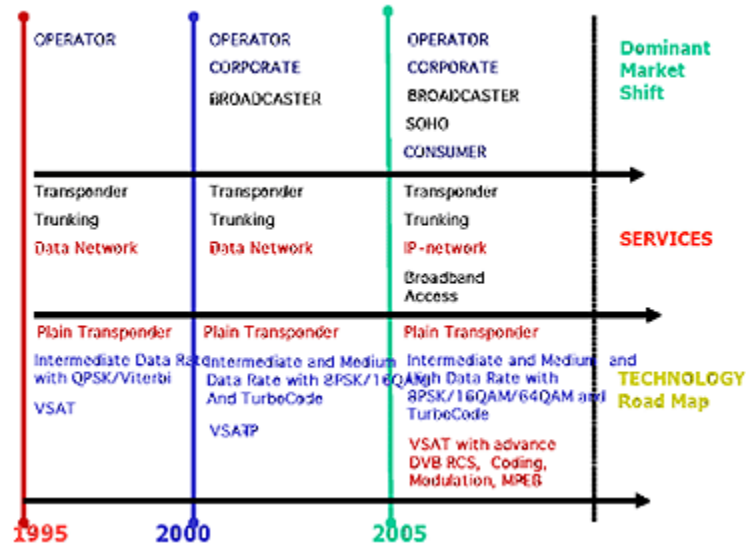 OPERATOR
OPERATOR
CORPORATE
BROADCASTER
OPERATOR
CORPORATE
BROADCASTER
SOHO
CONSUMER
Dominant
Market
Shift
Transponder
Trunking
Data Network
Transponder
Trunking
Data Network
Transponder
Trunking
IP-network
Broadband
Access
SERVICES
Plain Transponder
Intermediate Data Rate
with QPSK/Viterbi
VSAT
Plain Transponder
Intermediate and Medium
Data Rate with 8PSK/16QAM
And TurboCode
Plain Transponder
Intermediate and Medium and
High Data Rate with
8PSK/16QAM/64QAM and
TurboCode
VSAT with advance
DVB RCS, Coding,
Modulation,
TECHNOLOGY
Road Map
1995
2000
2005